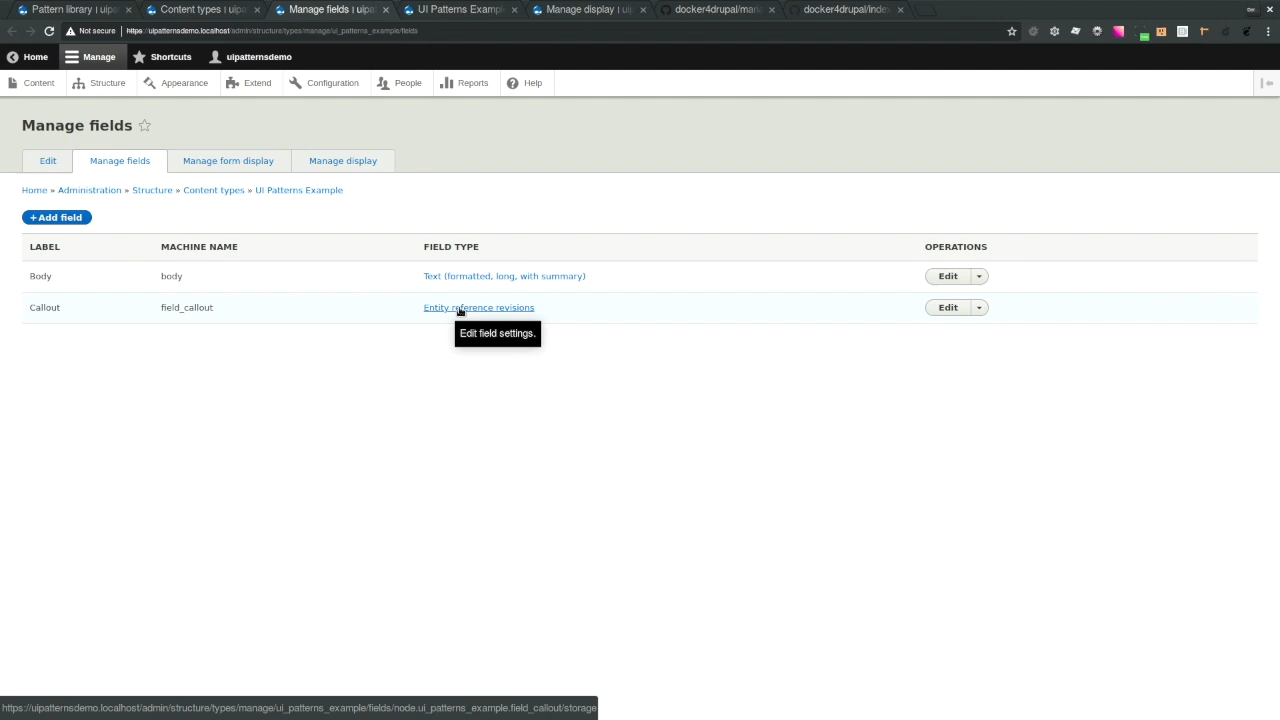 Pattern library | uip
Content types | uipa
Manage fields | uipa
UI Patterns Exampl
Manage display | u
docker4drupal/mari
docker4drupal/inde
Not secure
https://uipatternsdemo.localhost/admin/structure/types/manage/ui_patterns_example/fields
Home
Manage
Shortcuts
uipatternsdemo
Content
Structure
Appearance
Extend
Configuration
People
Reports
Help
Manage fields
Edit
Manage fields
Manage form display
Manage display
Home » Administration » Structure » Content types » UI Patterns Example
+ Add field
LABEL MACHINE NAME FIELD TYPE OPERATIONS
Body body Text (formatted, long, with summary) Edit
Callout field_callout Entity reference revisions Edit
Edit field settings.
https://uipatternsdemo.localhost/admin/structure/types/manage/ui_patterns_example/fields/node.ui_patterns_example.field_callout/storage